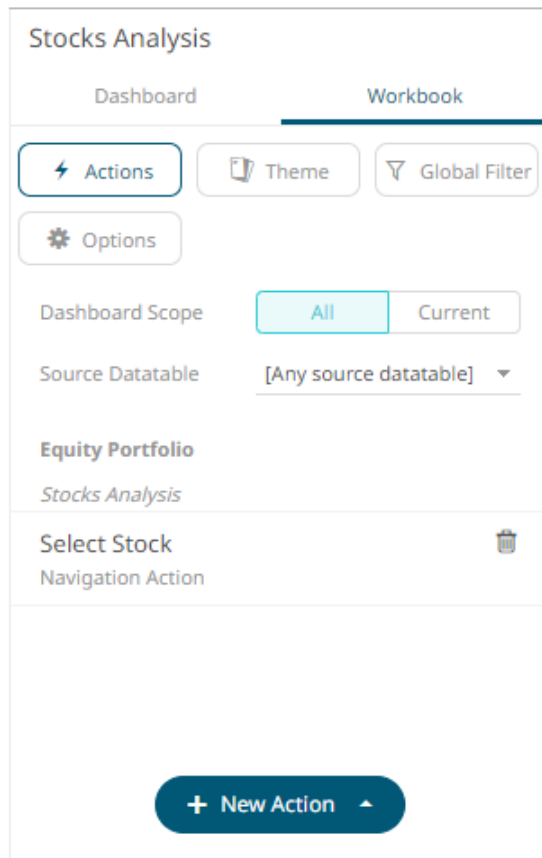 Stocks Analysis
Dashboard Workbook
Actions Theme Global Filter
Options
Dashboard Scope All Current
Source Datatable [Any source datatable]
Equity Portfolio
Stocks Analysis
Select Stock
Navigation Action
+ New Action